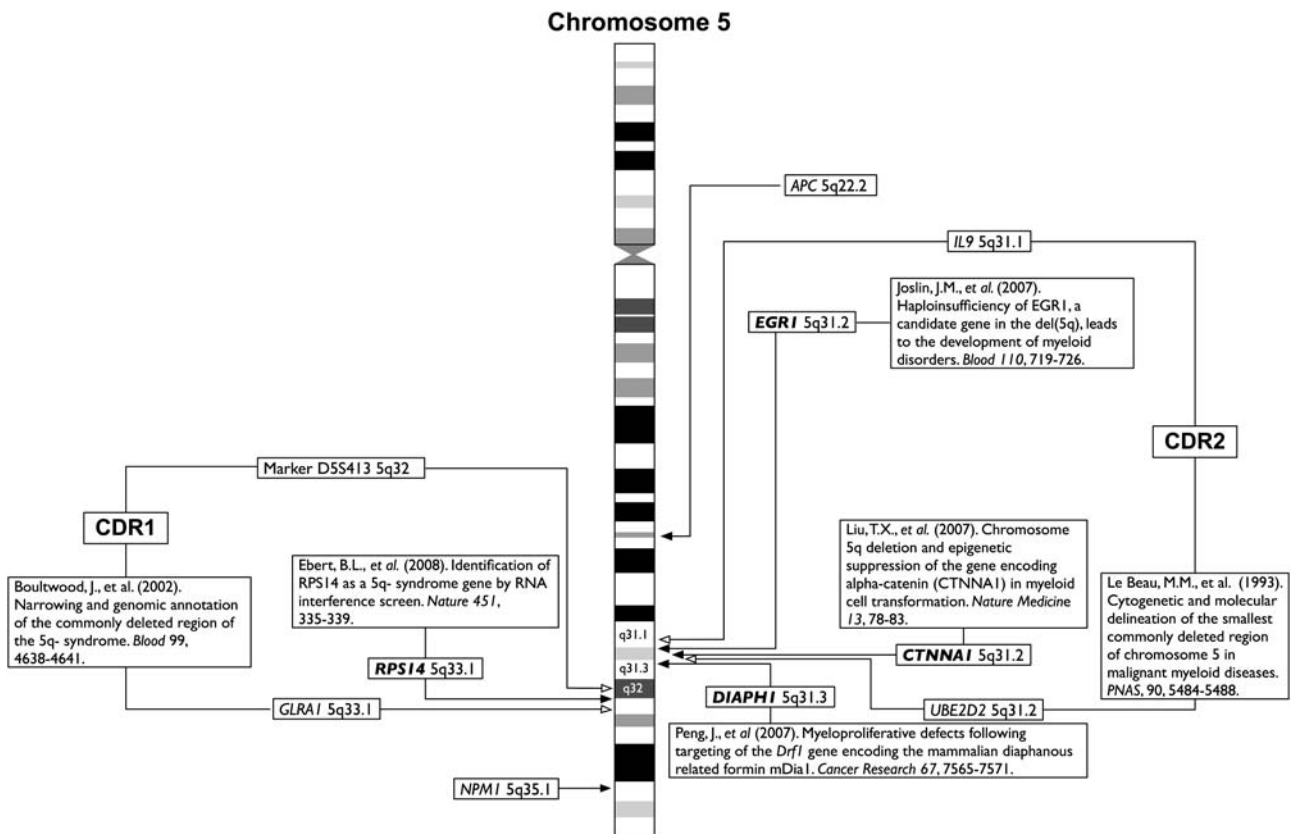 Chromosome 5
APC 5q22.2
IL9 5q31.1
EGR1 5q31.2
Joslin, J.M., et al. (2007).
Haploinsufficiency of EGR1, a
candidate gene in the del(5q), leads
to the development of myeloid
disorders. Blood 110, 719-726.
CDR2
Marker D5S413 5q32
CDR1
Boultwood, J., et al. (2002).
Narrowing and genomic annotation
of the commonly deleted region of
the 5q- syndrome. Blood 99,
4638-4641.
Ebert, B.L., et al. (2008). Identification of
RPS14 as a 5q- syndrome gene by RNA
interference screen. Nature 451,
335-339.
RPS14 5q33.1
GLRA1 5q33.1
NPM1 5q35.1
q31.1
q31.3
q32
Liu, T.X., et al. (2007). Chromosome
5q deletion and epigenetic
suppression of the gene encoding
alpha-catenin (CTNNA1) in myeloid
cell transformation. Nature Medicine
13, 78-83.
CTNNA1 5q31.2
Le Beau, M.M., et al. (1993).
Cytogenetic and molecular
delineation of the smallest
commonly deleted region
of chromosome 5 in
malignant myeloid diseases.
PNAS, 90, 5484-5488.
DIAPH1 5q31.3
UBE2D2 5q31.2
Peng, J., et al (2007). Myeloproliferative defects following
targeting of the Drf1 gene encoding the mammalian diaphanous
related formin mDia1. Cancer Research 67, 7565-7571.